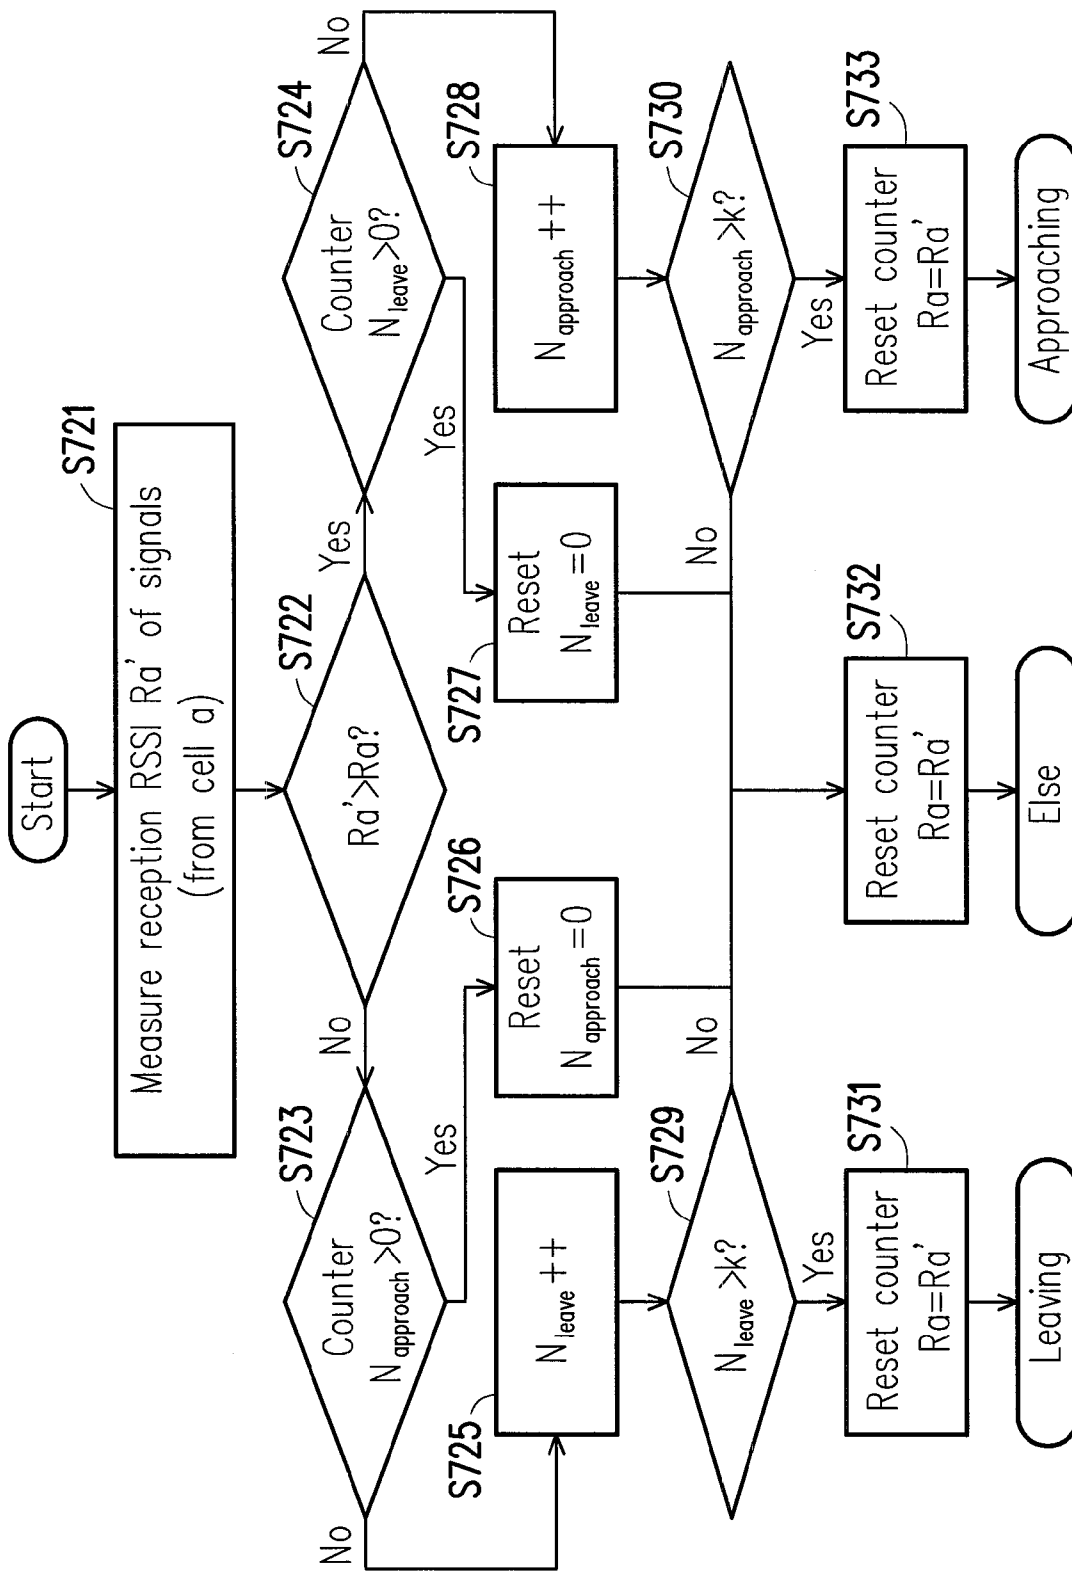 Start
S721
Measure reception RSSI Ra' of signals
(from cell a)
S722
Ra'>Ra?
No
Yes
S723
Counter
Napproach>0?
S724
Counter
Nleave>0?
No
Yes
Yes
No
S725
Nleave++
S726
Reset
Napproach=0
S727
Reset
Nleave=0
S728
Napproach++
S729
Nleave>k?
No
Yes
S730
Napproach>k?
No
Yes
S731
Reset counter
Ra=Ra'
S732
Reset counter
Ra=Ra'
S733
Reset counter
Ra=Ra'
Leaving
Else
Approaching